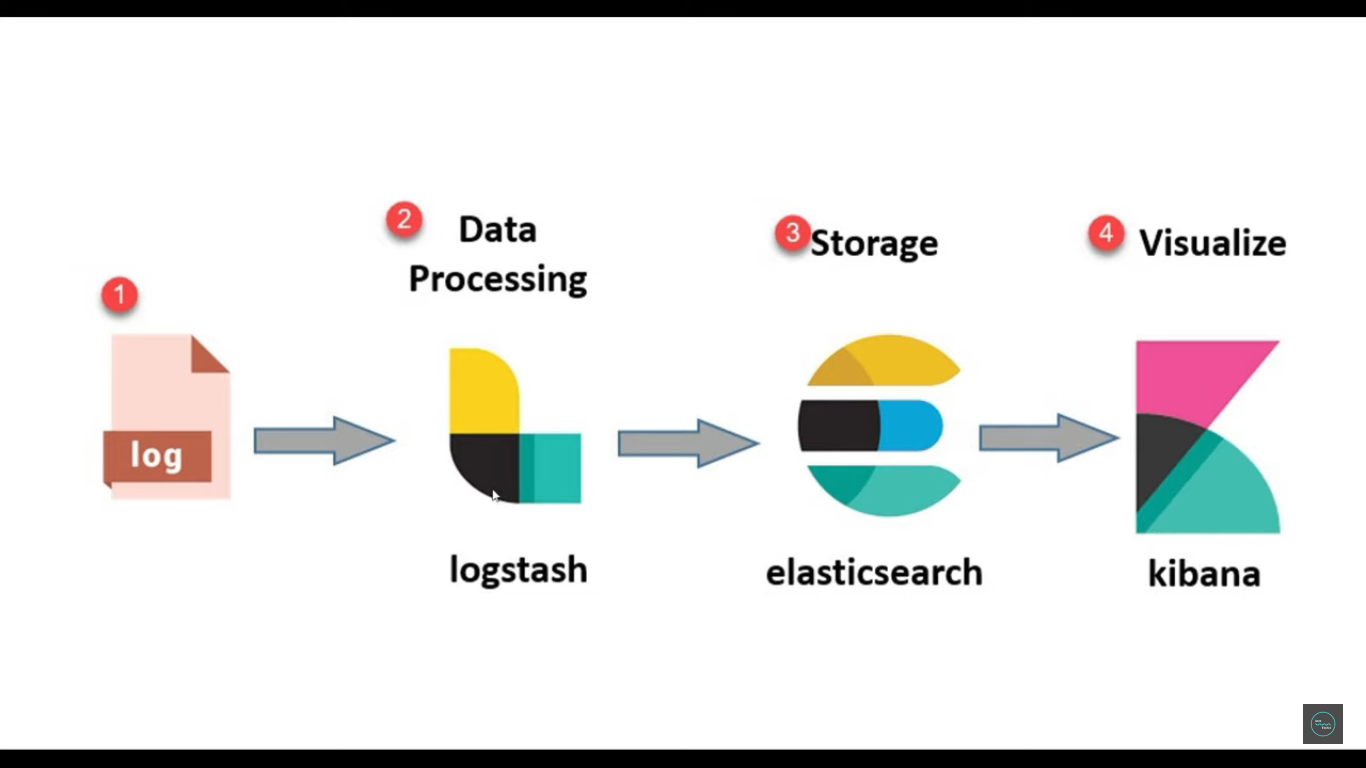 1
log
2
Data
Processing
logstash
3
Storage
elasticsearch
4
Visualize
kibana